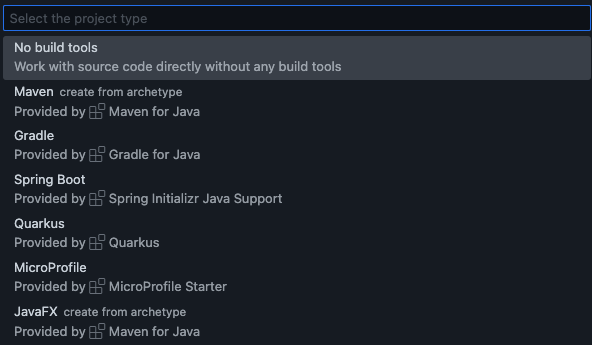 Select the project type
No build tools
Work with source code directly without any build tools
Maven create from archetype
Provided by Maven for Java
Gradle
Provided by Gradle for Java
Spring Boot
Provided by Spring Initializr Java Support
Quarkus
Provided by Quarkus
MicroProfile
Provided by MicroProfile Starter
JavaFX create from archetype
Provided by Maven for Java